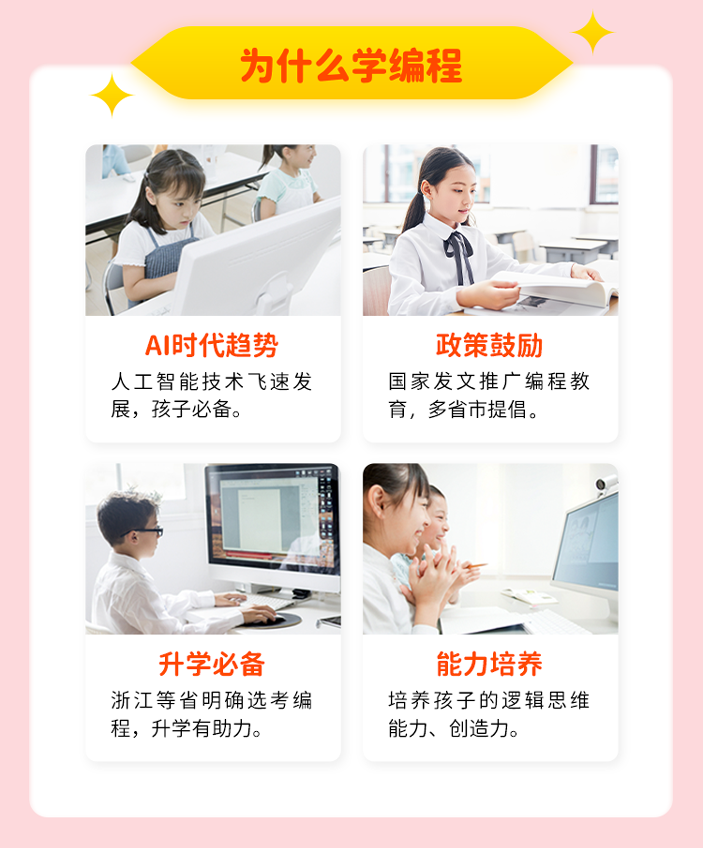 为什么学编程
AI时代趋势
人工智能技术飞速发
展，孩子必备。
政策鼓励
国家发文推广编程教
育，多省市提倡。
升学必备
浙江等省明确选考编
程，升学有助力。
能力培养
培养孩子的逻辑思维
能力、创造力。